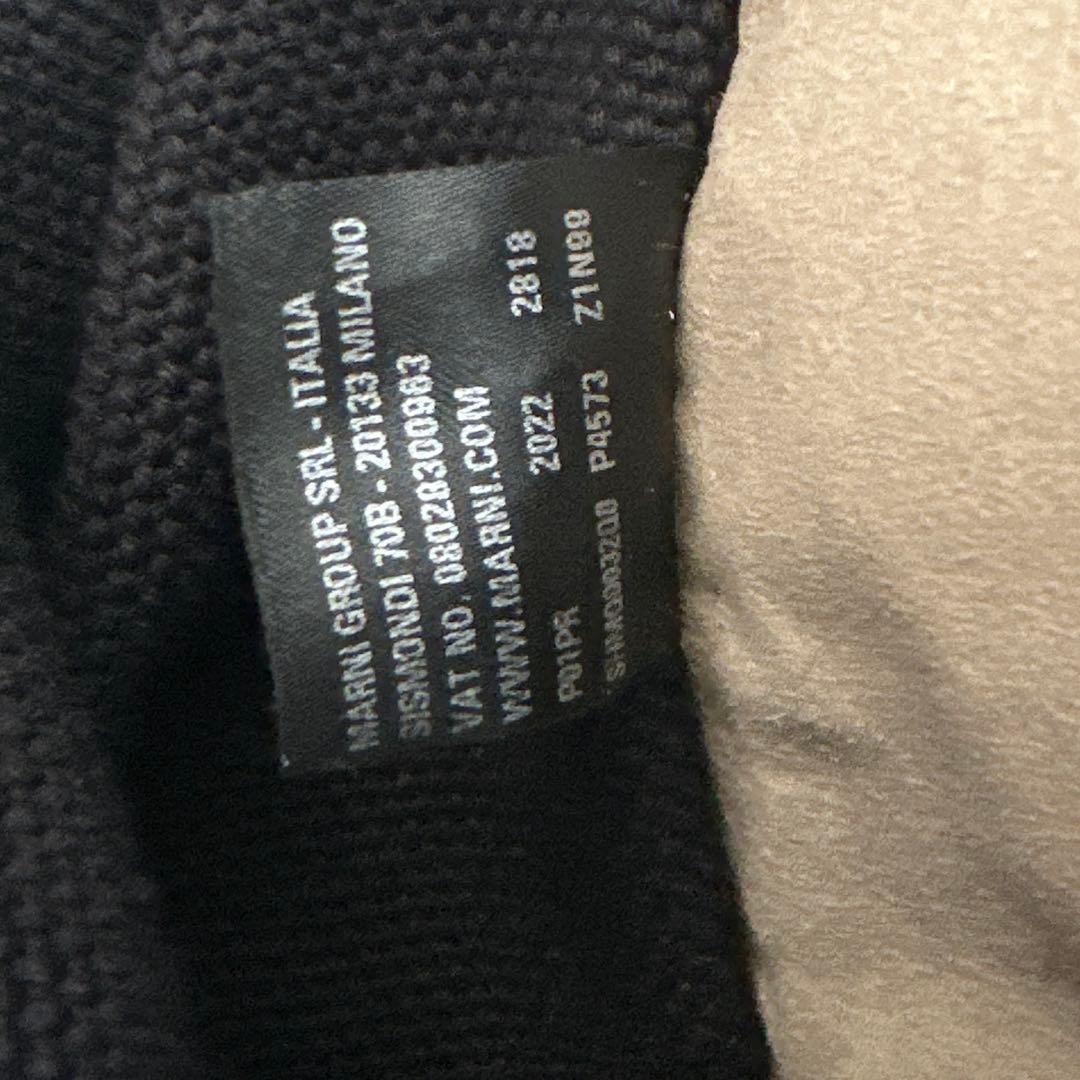 MARNI GROUP SRL - ITALIA
SISMONDI 70B - 20133 MILANO
VAT NO. 08028300963
WWW.MARNI.COM
P01PR 2022 2818
P4573 Z1N99